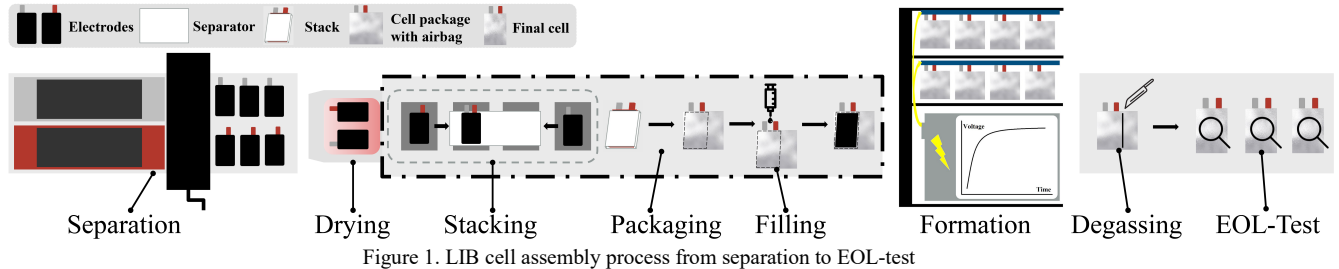 Electrodes
Separator
Stack
Cell package
with airbag
Final cell
Voltage
Time
Separation
Drying
Stacking
Packaging
Filling
Formation
Degassing
EOL-Test
Figure 1. LIB cell assembly process from separation to EOL-test